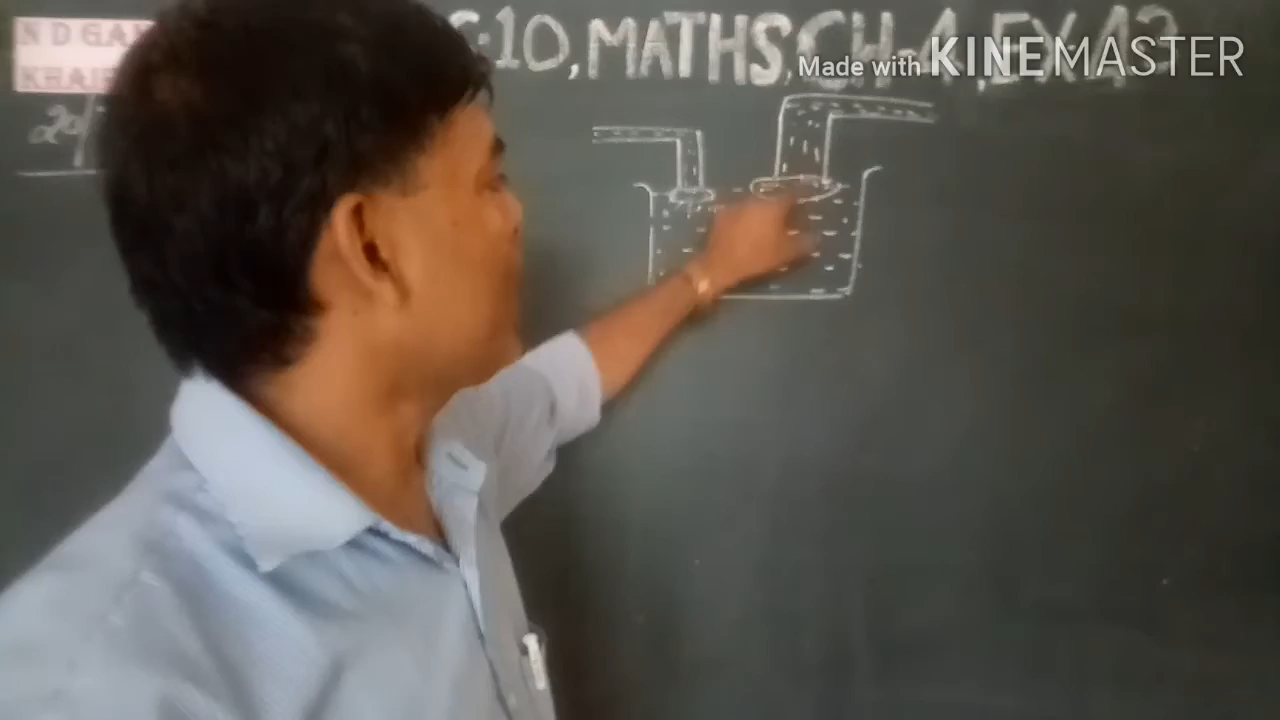 N D GA
:10, MATHS, CH-4, EX-4.3
Made with KINEMASTER
KHAI